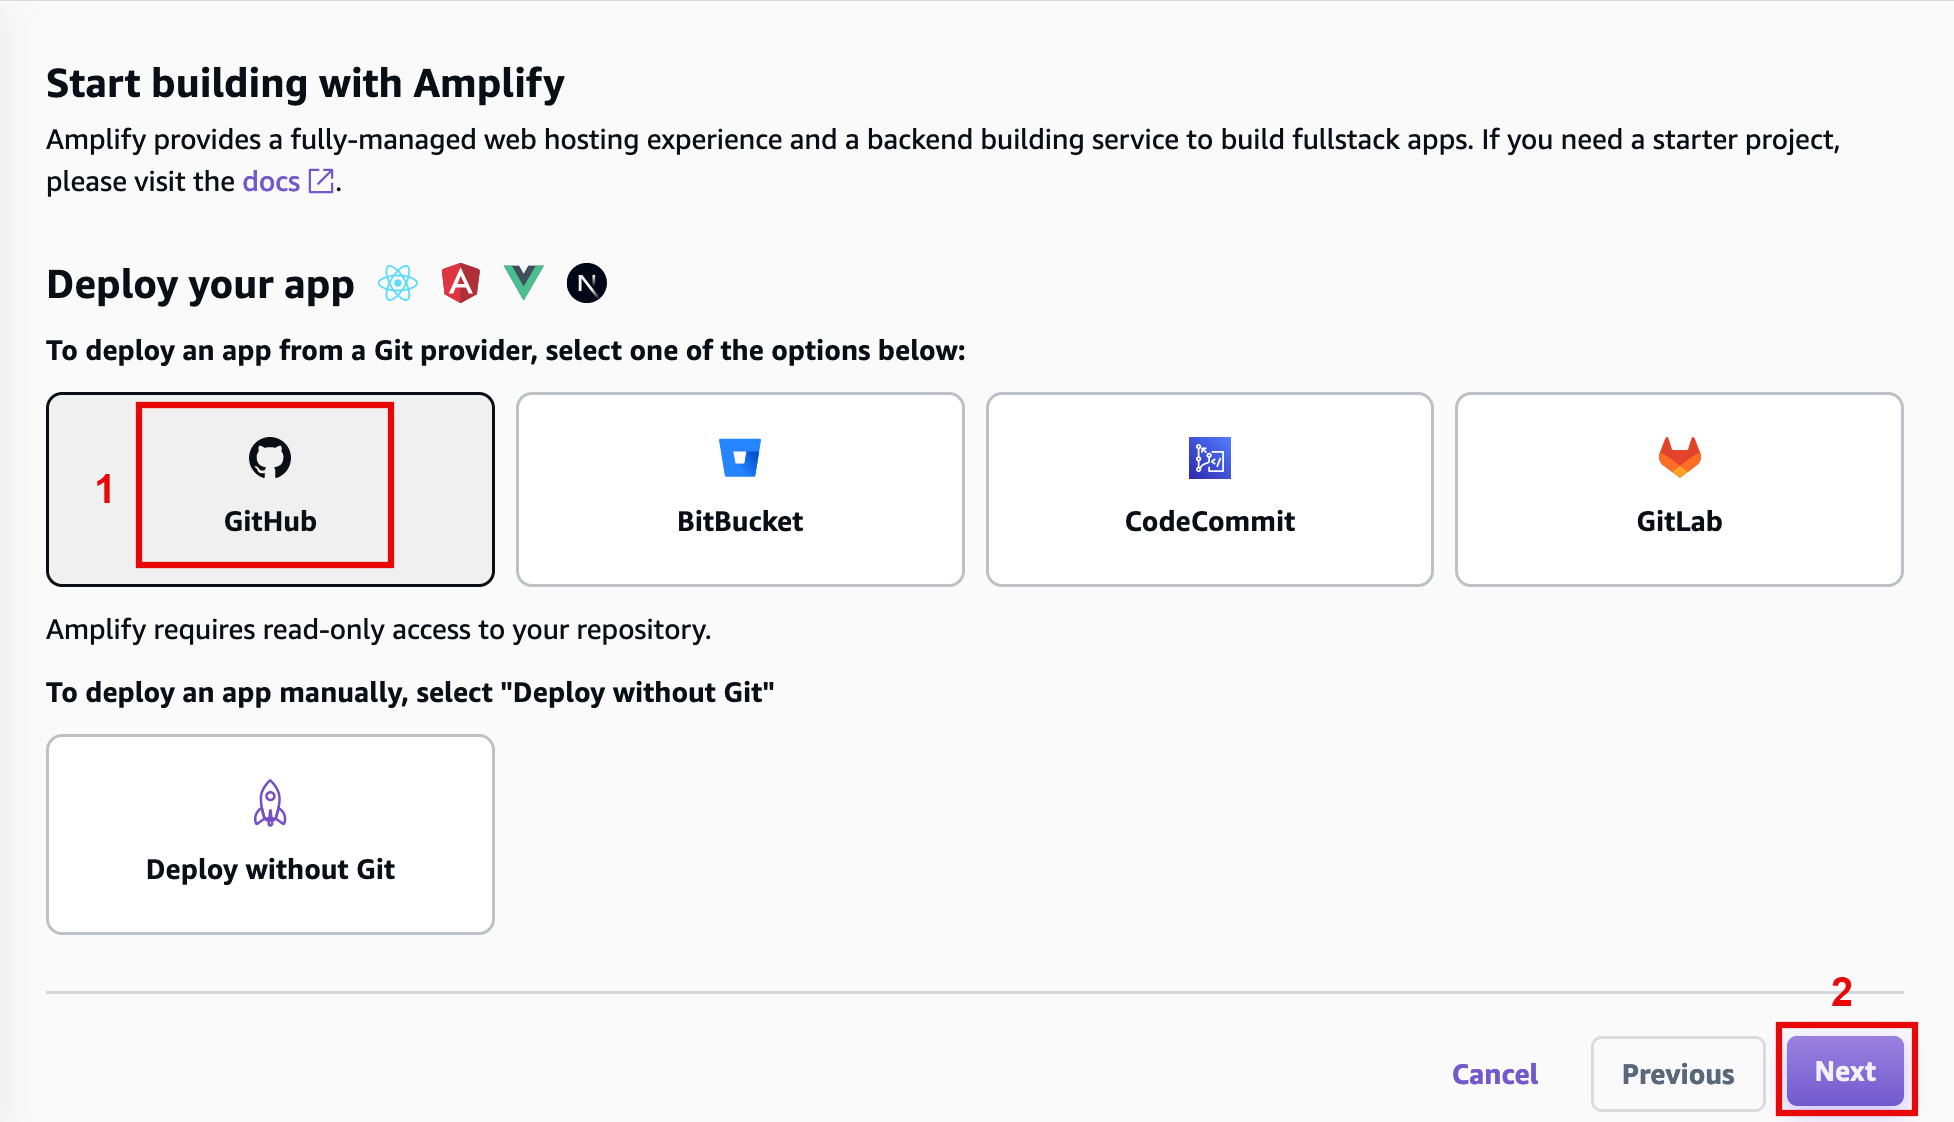 Start building with Amplify
Amplify provides a fully-managed web hosting experience and a backend building service to build fullstack apps. If you need a starter project,
please visit the docs.
Deploy your app
To deploy an app from a Git provider, select one of the options below:
1
GitHub
BitBucket
CodeCommit
GitLab
Amplify requires read-only access to your repository.
To deploy an app manually, select "Deploy without Git"
Deploy without Git
2
Cancel
Previous
Next